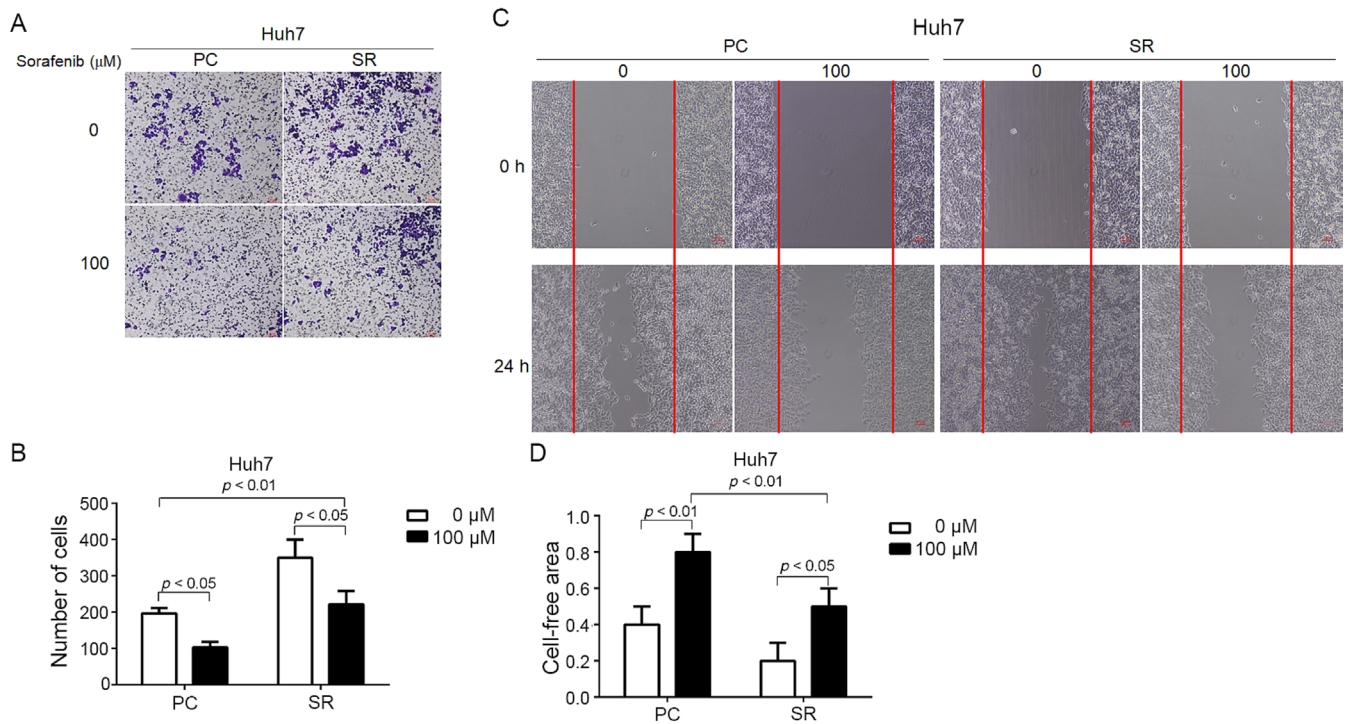 A
Huh7
Sorafenib (μM)
PC
SR
0
100
C
Huh7
PC
SR
0
100
0
100
0 h
24 h
B
Huh7
p < 0.01
p < 0.05
p < 0.05
500
400
300
200
100
0
Number of cells
PC
SR
0 μM
100 μM
D
Huh7
p < 0.01
p < 0.01
p < 0.05
1.0
0.8
0.6
0.4
0.2
0.0
Cell-free area
PC
SR
0 μM
100 μM